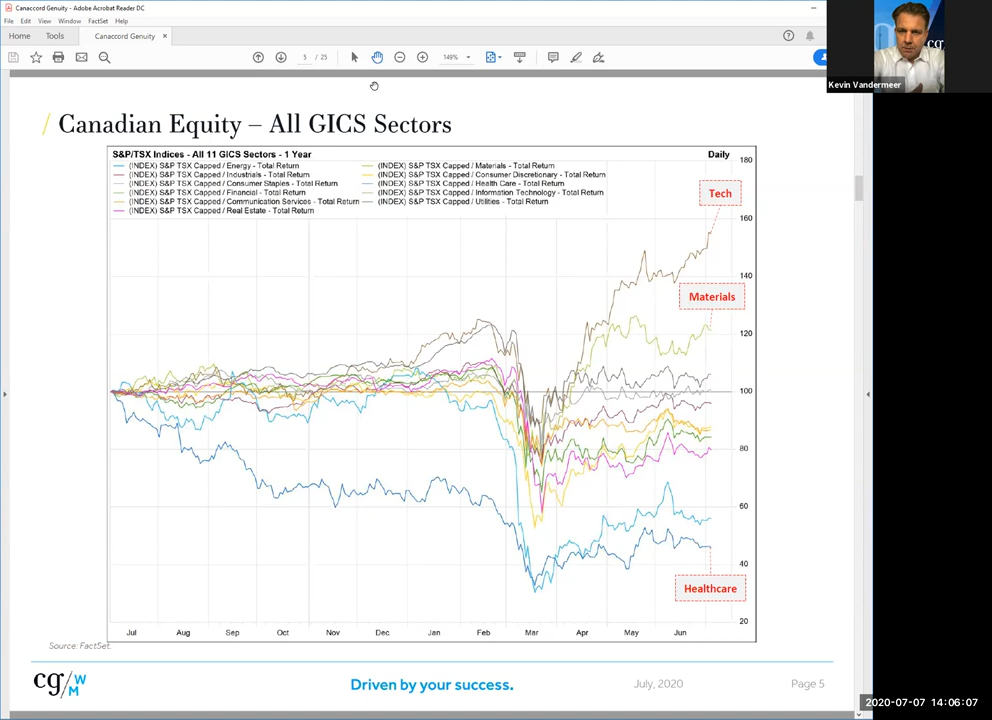 Canaccord Genuity - Adobe Acrobat Reader DC
File Edit View Window FactSet Help
Home Tools Canaccord Genuity ×
5 / 25 149%
cg
Kevin Vandermeer
/ Canadian Equity – All GICS Sectors
S&P/TSX Indices - All 11 GICS Sectors - 1 Year Daily
(INDEX) S&P TSX Capped / Energy - Total Return (INDEX) S&P TSX Capped / Materials - Total Return
(INDEX) S&P TSX Capped / Industrials - Total Return (INDEX) S&P TSX Capped / Consumer Discretionary - Total Return
(INDEX) S&P TSX Capped / Consumer Staples - Total Return (INDEX) S&P TSX Capped / Health Care - Total Return
(INDEX) S&P TSX Capped / Financial - Total Return (INDEX) S&P TSX Capped / Information Technology - Total Return
(INDEX) S&P TSX Capped / Communication Services - Total Return (INDEX) S&P TSX Capped / Utilities - Total Return
(INDEX) S&P TSX Capped / Real Estate - Total Return
180
Tech
160
140
Materials
120
100
80
60
40
Healthcare
20
Jul Aug Sep Oct Nov Dec Jan Feb Mar Apr May Jun
Source: FactSet.
cg/WM Driven by your success. July, 2020 Page 5
2020-07-07 14:06:07